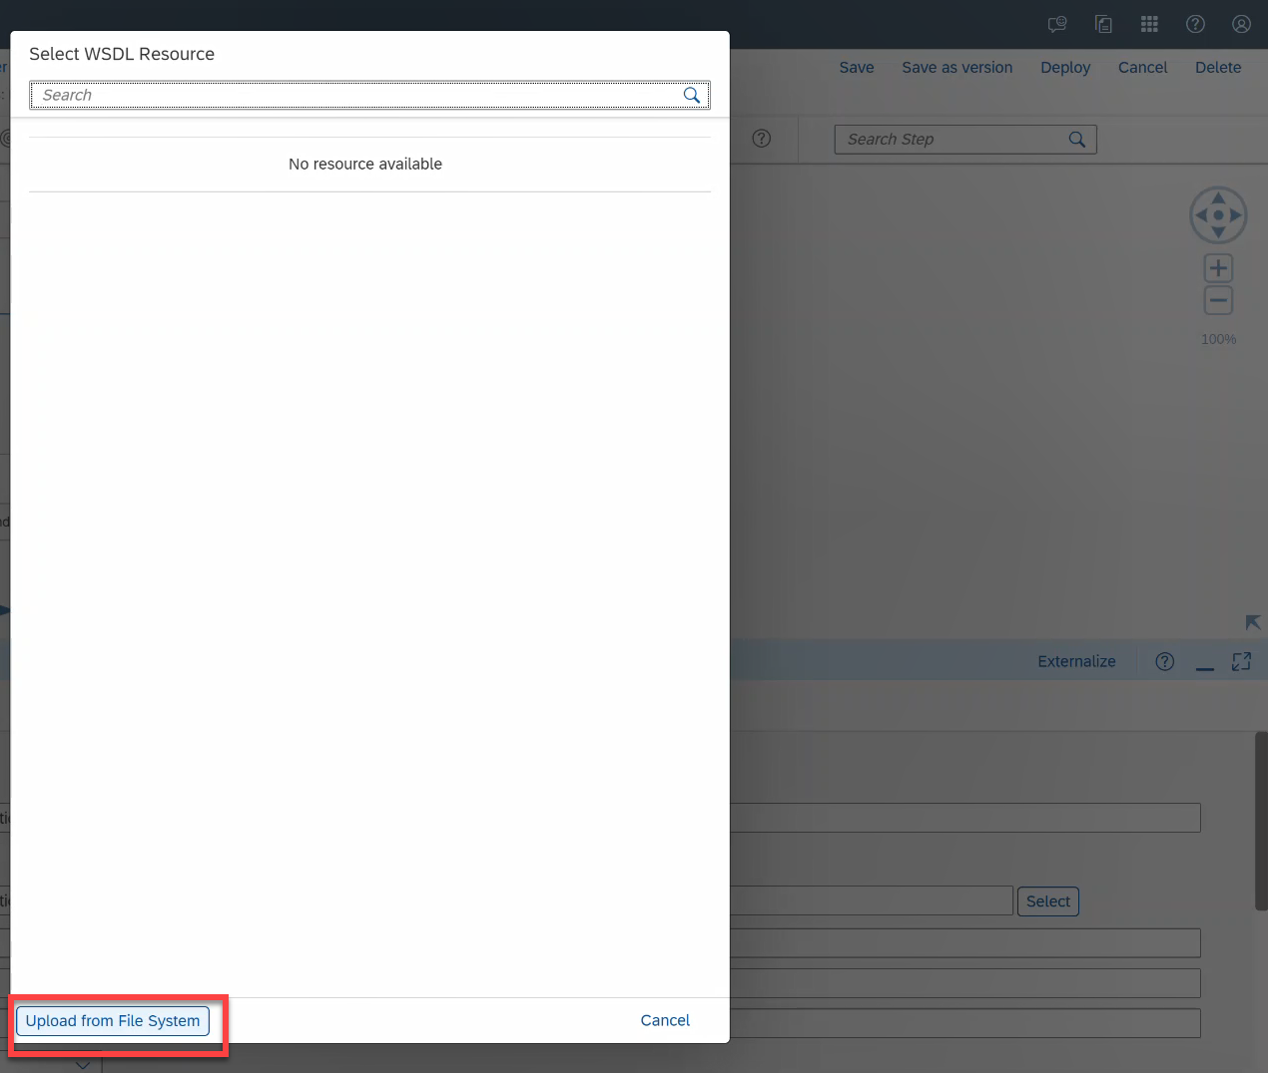 Select WSDL Resource
Search
No resource available
Upload from File System
Cancel
Save Save as version Deploy Cancel Delete
Search Step
100%
Externalize
Select